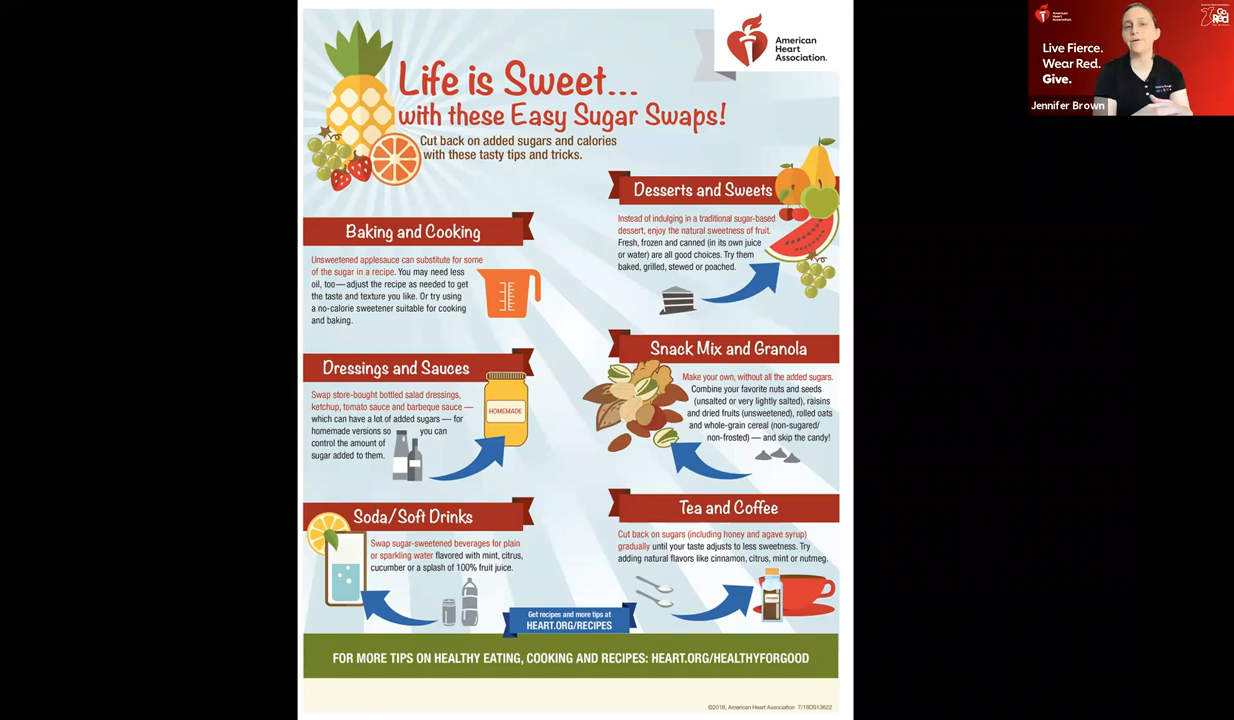 American
Heart
Association.
Life is Sweet...
with these Easy Sugar Swaps!
Cut back on added sugars and calories
with these tasty tips and tricks.
Baking and Cooking
Unsweetened applesauce can substitute for some
of the sugar in a recipe. You may need less
oil, too—adjust the recipe as needed to get
the taste and texture you like. Or try using
a no-calorie sweetener suitable for cooking
and baking.
Desserts and Sweets
Instead of indulging in a traditional sugar-based
dessert, enjoy the natural sweetness of fruit.
Fresh, frozen and canned (in its own juice
or water) are all good choices. Try them
baked, grilled, stewed or poached.
Dressings and Sauces
Swap store-bought bottled salad dressings,
ketchup, tomato sauce and barbeque sauce —
which can have a lot of added sugars — for
homemade versions so you can
control the amount of
sugar added to them.
HOMEMADE
Snack Mix and Granola
Make your own, without all the added sugars.
Combine your favorite nuts and seeds
(unsalted or very lightly salted), raisins
and dried fruits (unsweetened), rolled oats
and whole-grain cereal (non-sugared/
non-frosted) — and skip the candy!
Soda/Soft Drinks
Swap sugar-sweetened beverages for plain
or sparkling water flavored with mint, citrus,
cucumber or a splash of 100% fruit juice.
Tea and Coffee
Cut back on sugars (including honey and agave syrup)
gradually until your taste adjusts to less sweetness. Try
adding natural flavors like cinnamon, citrus, mint or nutmeg.
Get recipes and more tips at
HEART.ORG/RECIPES
FOR MORE TIPS ON HEALTHY EATING, COOKING AND RECIPES: HEART.ORG/HEALTHYFORGOOD
©2018, American Heart Association 7/18DS13622
American
Heart
Association.
Go
Red
Live Fierce.
Wear Red.
Give.
Jennifer Brown